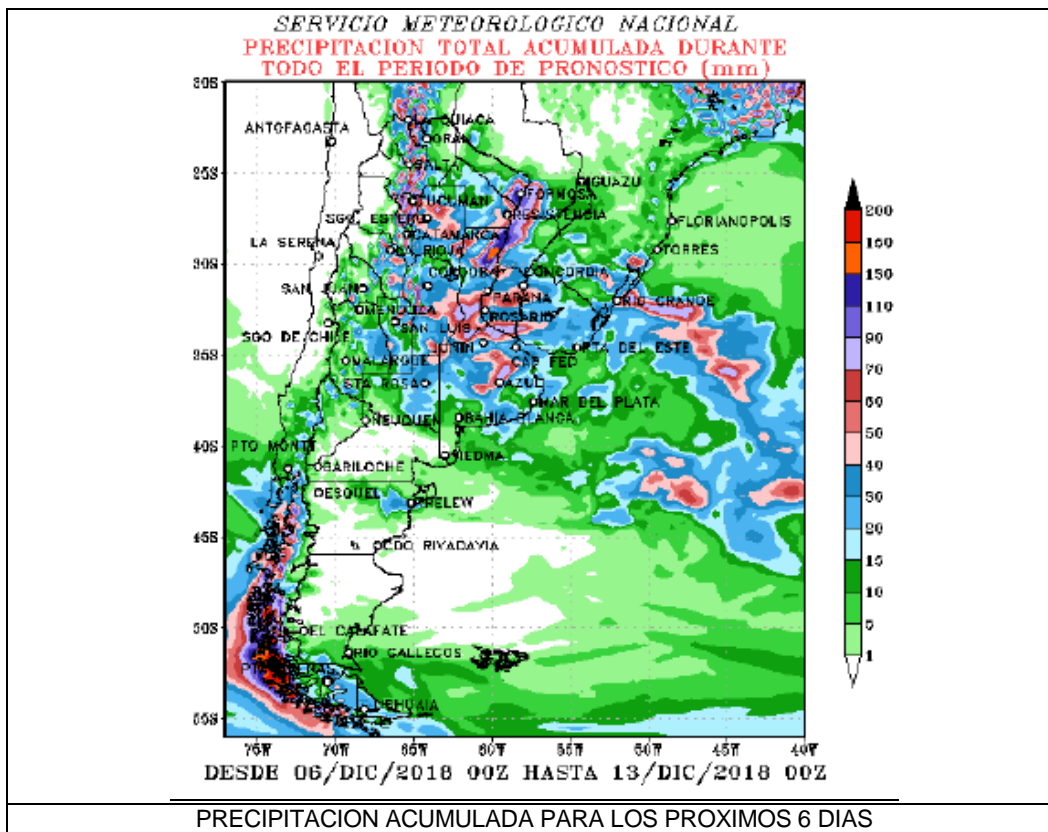 SERVICIO METEOROLOGICO NACIONAL
PRECIPITACION TOTAL ACUMULADA DURANTE
TODO EL PERIODO DE PRONOSTICO (mm)
LA QUIACA
ANTOFAGASTA
ORAN
25S
SALTA
IGUAZU
TUCUMAN
FORMOSA
SGO. ESTERO
RESISTENCIA
FLORIANOPOLIS
CATAMARCA
LA SERENA
LA RIOJA
TORRES
30S
CORDOBA
CONCORDIA
SAN JUAN
PARANA
RIO GRANDE
MENDOZA
ROSARIO
SAN LUIS
SGO DE CHILE
JUNIN
PTA DEL ESTE
35S
MALARGUE
CAP FED
STA ROSA
AZUL
MAR DEL PLATA
NEUQUEN
BAHIA BLANCA
40S
PTO MONTT
VIEDMA
BARILOCHE
ESQUEL
TRELEW
45S
CDO RIVADAVIA
50S
EL CALAFATE
RIO GALLEGOS
55S
75W 70W 65W 60W 55W 50W 45W 40W
200
150
110
90
70
60
50
40
30
20
15
10
5
1
DESDE 06/DIC/2018 00Z HASTA 13/DIC/2018 00Z
PRECIPITACION ACUMULADA PARA LOS PROXIMOS 6 DIAS